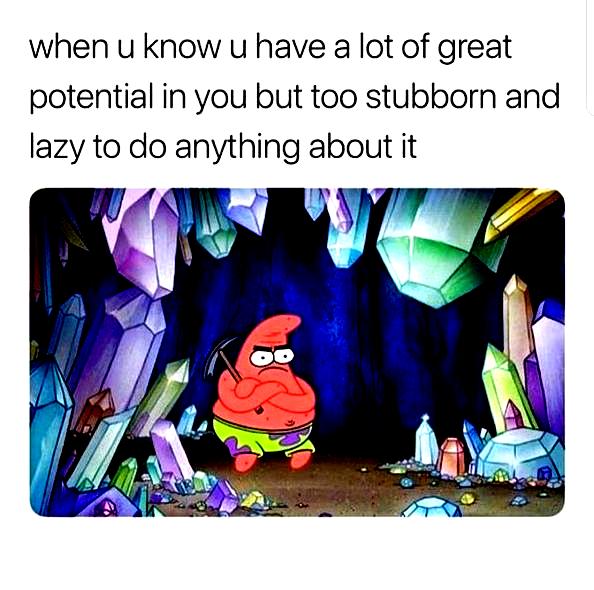 when u know u have a lot of great
potential in you but too stubborn and
lazy to do anything about it